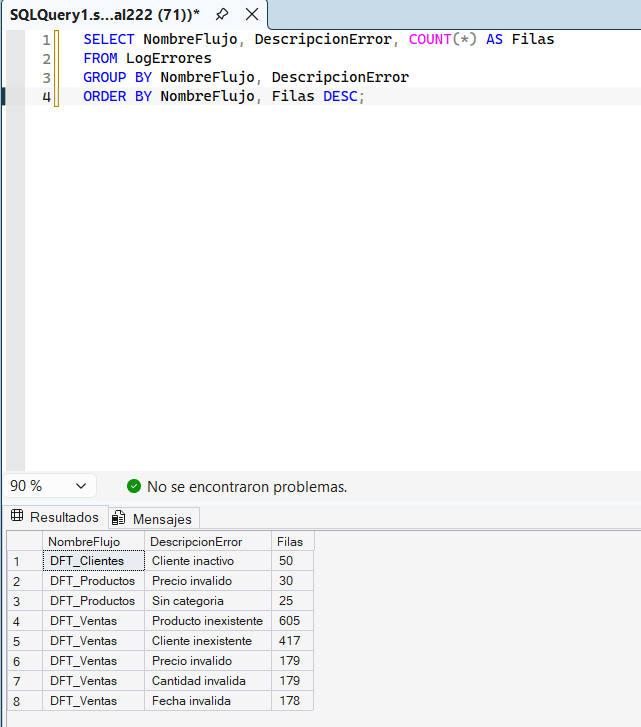 SQLQuery1.s...al222 (71))*
1 SELECT NombreFlujo, DescripcionError, COUNT(*) AS Filas
2 FROM LogErrores
3 GROUP BY NombreFlujo, DescripcionError
4 ORDER BY NombreFlujo, Filas DESC;
90 % No se encontraron problemas.
Resultados Mensajes
NombreFlujo DescripcionError Filas
1 DFT_Clientes Cliente inactivo 50
2 DFT_Productos Precio invalido 30
3 DFT_Productos Sin categoria 25
4 DFT_Ventas Producto inexistente 605
5 DFT_Ventas Cliente inexistente 417
6 DFT_Ventas Precio invalido 179
7 DFT_Ventas Cantidad invalida 179
8 DFT_Ventas Fecha invalida 178